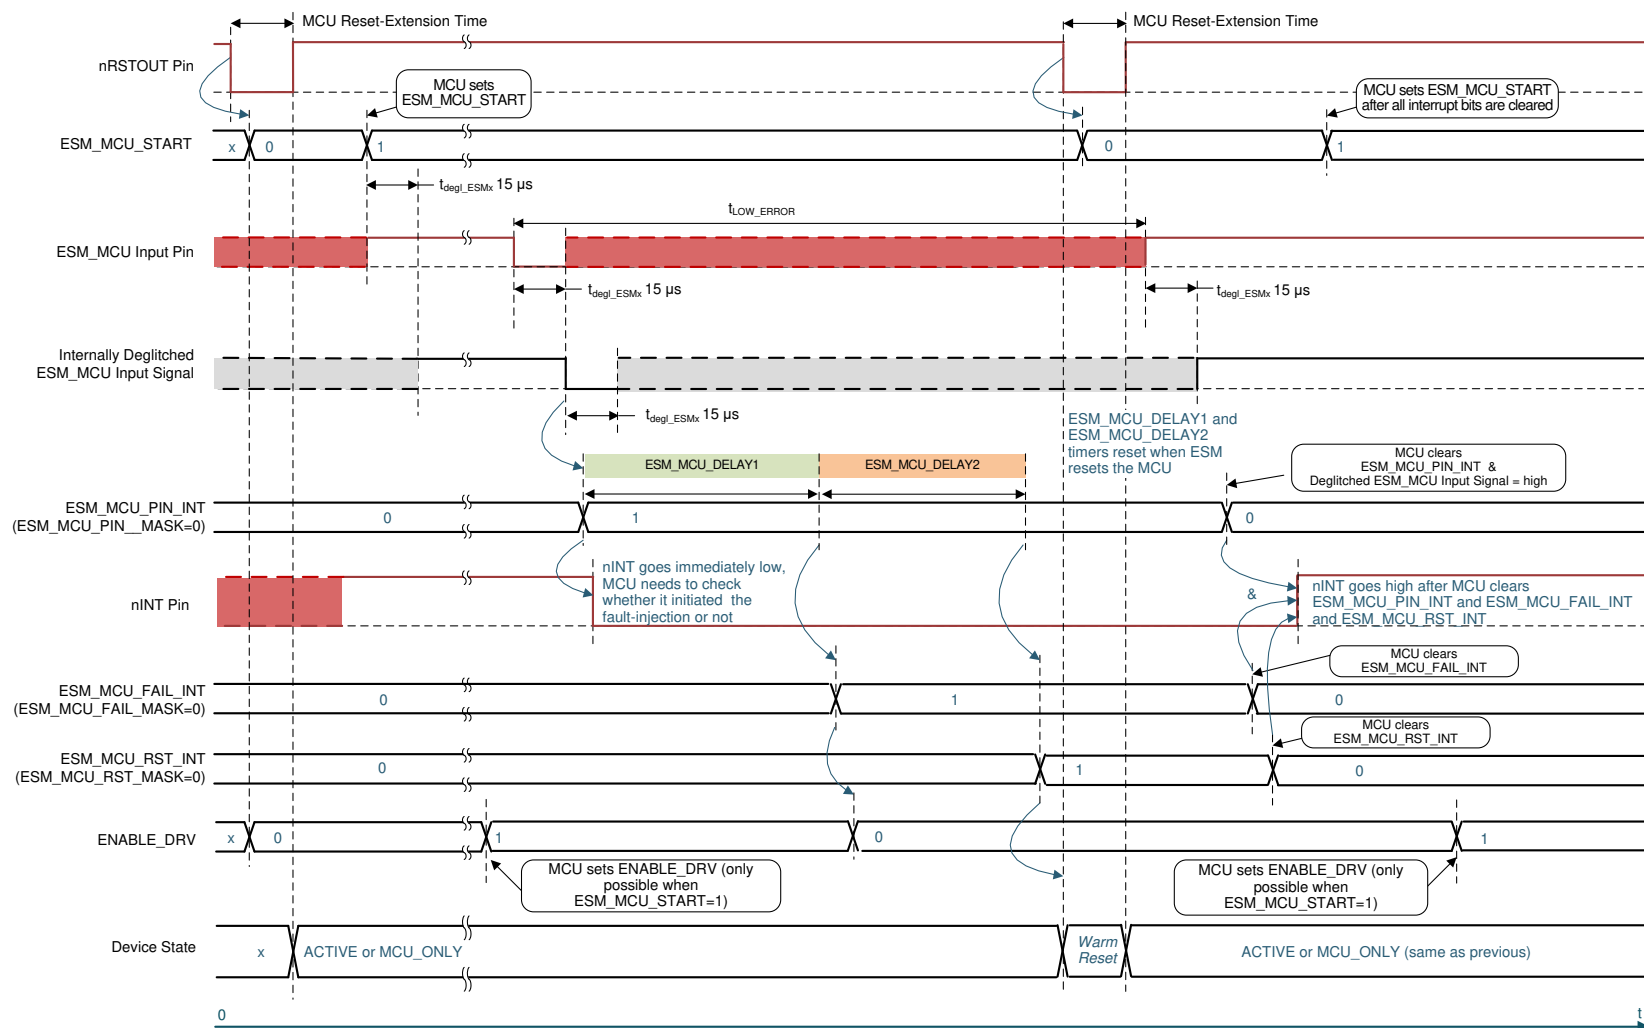 MCU Reset-Extension Time
MCU Reset-Extension Time
nRSTOUT Pin
MCU sets
ESM_MCU_START
MCU sets ESM_MCU_START
after all interrupt bits are cleared
ESM_MCU_START
x
0
1
0
1
tdegl_ESMx 15 µs
tLOW_ERROR
ESM_MCU Input Pin
tdegl_ESMx 15 µs
tdegl_ESMx 15 µs
Internally Deglitched
ESM_MCU Input Signal
tdegl_ESMx 15 µs
ESM_MCU_DELAY1 and
ESM_MCU_DELAY2
timers reset when ESM
resets the MCU
ESM_MCU_DELAY1
ESM_MCU_DELAY2
MCU clears
ESM_MCU_PIN_INT &
Deglitched ESM_MCU Input Signal = high
ESM_MCU_PIN_INT
(ESM_MCU_PIN__MASK=0)
0
1
0
nINT Pin
nINT goes immediately low,
MCU needs to check
whether it initiated the
fault-injection or not
&
nINT goes high after MCU clears
ESM_MCU_PIN_INT and ESM_MCU_FAIL_INT
and ESM_MCU_RST_INT
MCU clears
ESM_MCU_FAIL_INT
ESM_MCU_FAIL_INT
(ESM_MCU_FAIL_MASK=0)
0
1
0
MCU clears
ESM_MCU_RST_INT
ESM_MCU_RST_INT
(ESM_MCU_RST_MASK=0)
0
1
0
ENABLE_DRV
x
0
1
0
1
MCU sets ENABLE_DRV (only
possible when
ESM_MCU_START=1)
MCU sets ENABLE_DRV (only
possible when
ESM_MCU_START=1)
Device State
x
ACTIVE or MCU_ONLY
Warm
Reset
ACTIVE or MCU_ONLY (same as previous)
0
t